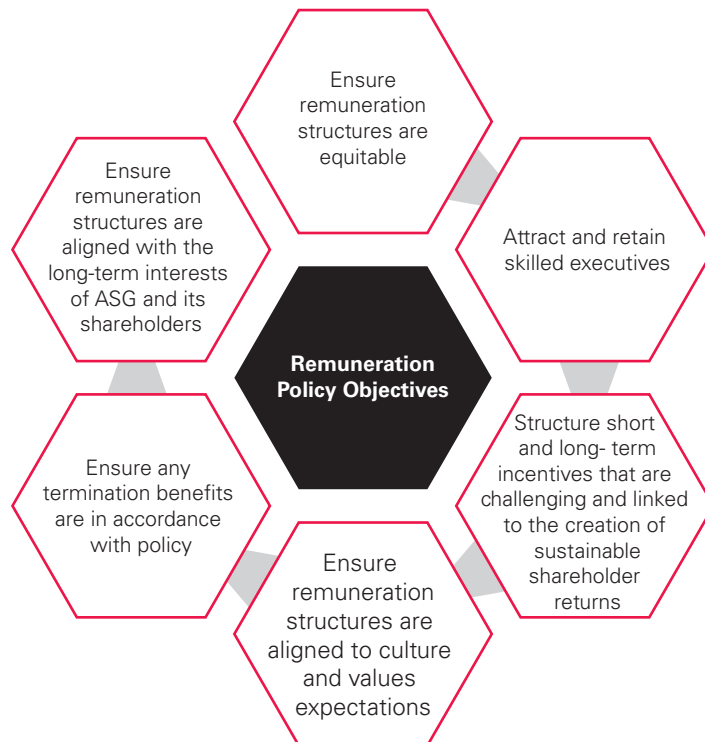 Ensure
remuneration
structures are
equitable
Attract and retain
skilled executives
Structure short
and long- term
incentives that are
challenging and linked
to the creation of
sustainable
shareholder
returns
Ensure
remuneration
structures are
aligned to culture
and values
expectations
Ensure any
termination benefits
are in accordance
with policy
Ensure
remuneration
structures are
aligned with the
long-term interests
of ASG and its
shareholders
Remuneration
Policy Objectives